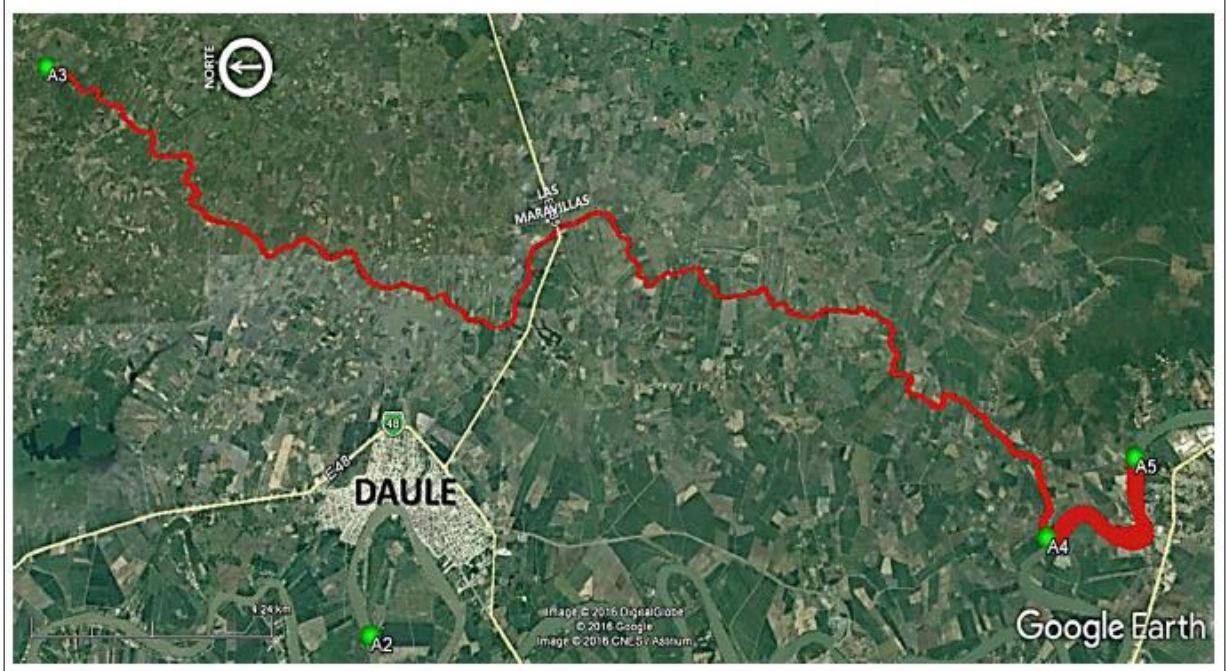 NORTE
A3
LAS
MARAVILLAS
48
E-48
DAULE
A5
A4
4.24 km
A2
Image © 2016 DigitalGlobe
© 2016 Google
Image © 2016 CNES / Astrium
Google Earth